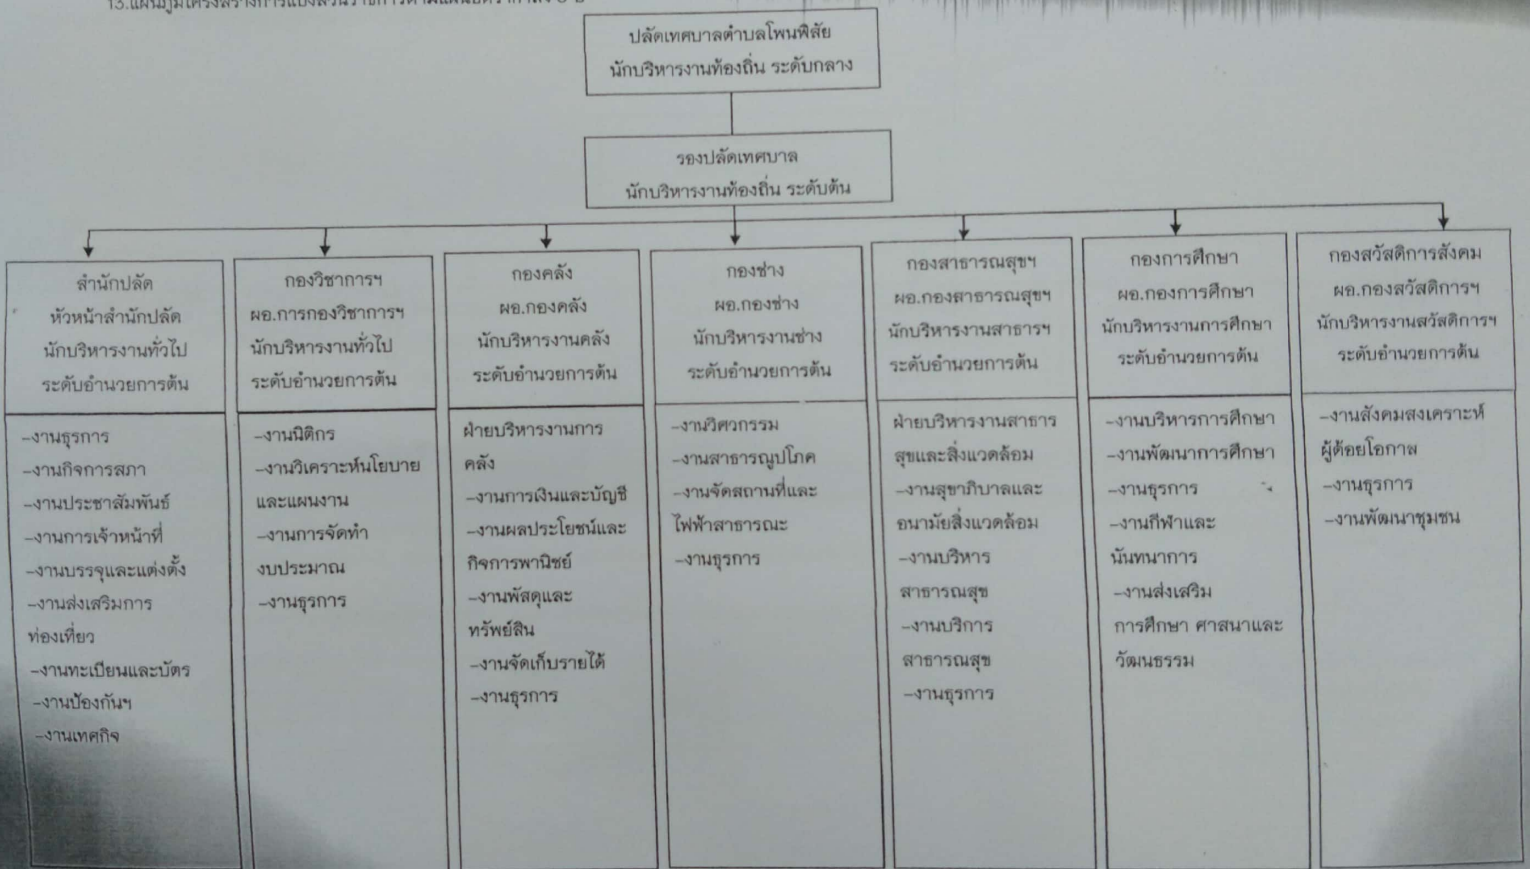 13.แผนภูมิโครงสร้างการแบ่งส่วนราชการตามแผนอัตรากำลัง 3 ปี
ปลัดเทศบาลตำบลโพนพิสัย
นักบริหารงานท้องถิ่น ระดับกลาง
รองปลัดเทศบาล
นักบริหารงานท้องถิ่น ระดับต้น
สำนักปลัด
หัวหน้าสำนักปลัด
นักบริหารงานทั่วไป
ระดับอำนวยการต้น
-งานธุรการ
-งานกิจการสภา
-งานประชาสัมพันธ์
-งานการเจ้าหน้าที่
-งานบรรจุและแต่งตั้ง
-งานส่งเสริมการ
ท่องเที่ยว
-งานทะเบียนและบัตร
-งานป้องกันฯ
-งานเทศกิจ
กองวิชาการฯ
ผอ.การกองวิชาการฯ
นักบริหารงานทั่วไป
ระดับอำนวยการต้น
-งานนิติกร
-งานวิเคราะห์นโยบาย
และแผนงาน
-งานการจัดทำ
งบประมาณ
-งานธุรการ
กองคลัง
ผอ.กองคลัง
นักบริหารงานคลัง
ระดับอำนวยการต้น
ฝ่ายบริหารงานการ
คลัง
-งานการเงินและบัญชี
-งานผลประโยชน์และ
กิจการพานิชย์
-งานพัสดุและ
ทรัพย์สิน
-งานจัดเก็บรายได้
-งานธุรการ
กองช่าง
ผอ.กองช่าง
นักบริหารงานช่าง
ระดับอำนวยการต้น
-งานวิศวกรรม
-งานสาธารณูปโภค
-งานจัดสถานที่และ
ไฟฟ้าสาธารณะ
-งานธุรการ
กองสาธารณสุขฯ
ผอ.กองสาธารณสุขฯ
นักบริหารงานสาธารฯ
ระดับอำนวยการต้น
ฝ่ายบริหารงานสาธาร
สุขและสิ่งแวดล้อม
-งานสุขาภิบาลและ
อนามัยสิ่งแวดล้อม
-งานบริหาร
สาธารณสุข
-งานบริการ
สาธารณสุข
-งานธุรการ
กองการศึกษา
ผอ.กองการศึกษา
นักบริหารงานการศึกษา
ระดับอำนวยการต้น
-งานบริหารการศึกษา
-งานพัฒนาการศึกษา
-งานธุรการ
-งานกีฬาและ
นันทนาการ
-งานส่งเสริม
การศึกษา ศาสนาและ
วัฒนธรรม
กองสวัสดิการสังคม
ผอ.กองสวัสดิการฯ
นักบริหารงานสวัสดิการฯ
ระดับอำนวยการต้น
-งานสังคมสงเคราะห์
ผู้ด้อยโอกาส
-งานธุรการ
-งานพัฒนาชุมชน